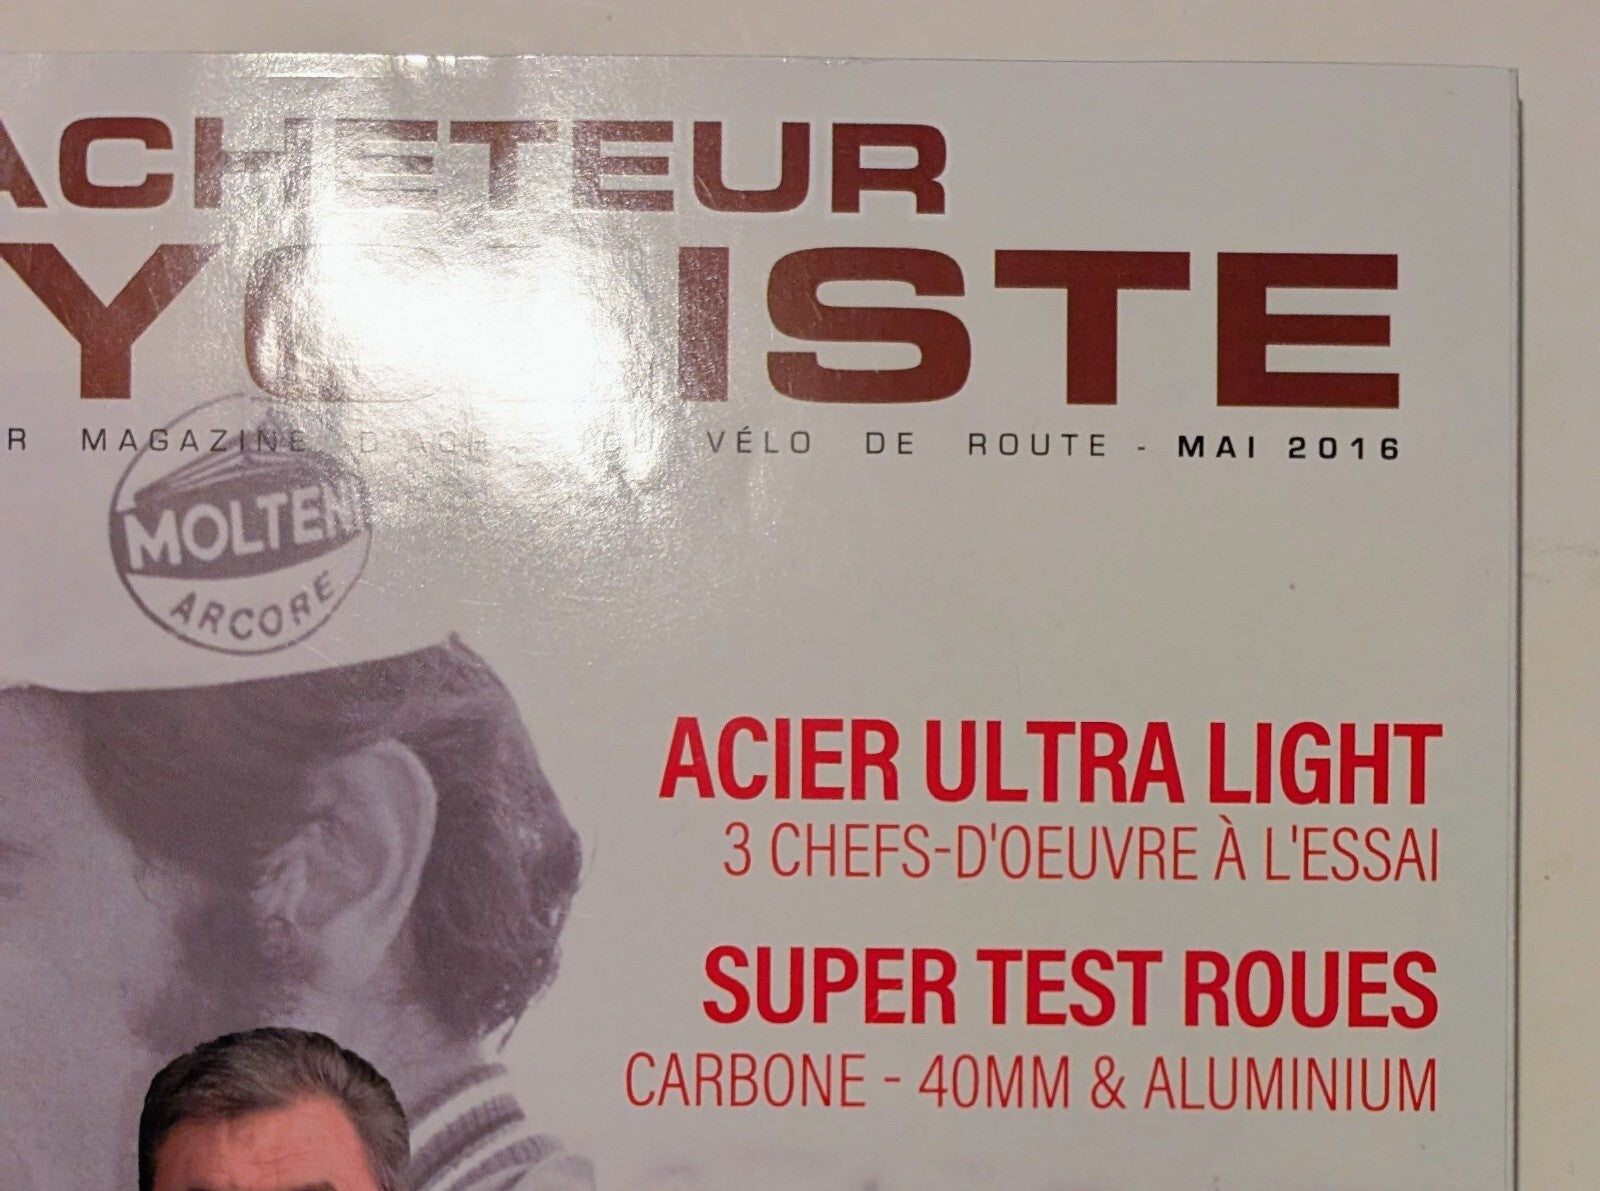 ACHETEUR
R MAGAZINE VÉLO DE ROUTE - MAI 2016
MOLTENI
ARCORE
ACIER ULTRA LIGHT
3 CHEFS-D'OEUVRE À L'ESSAI
SUPER TEST ROUES
CARBONE - 40MM & ALUMINIUM